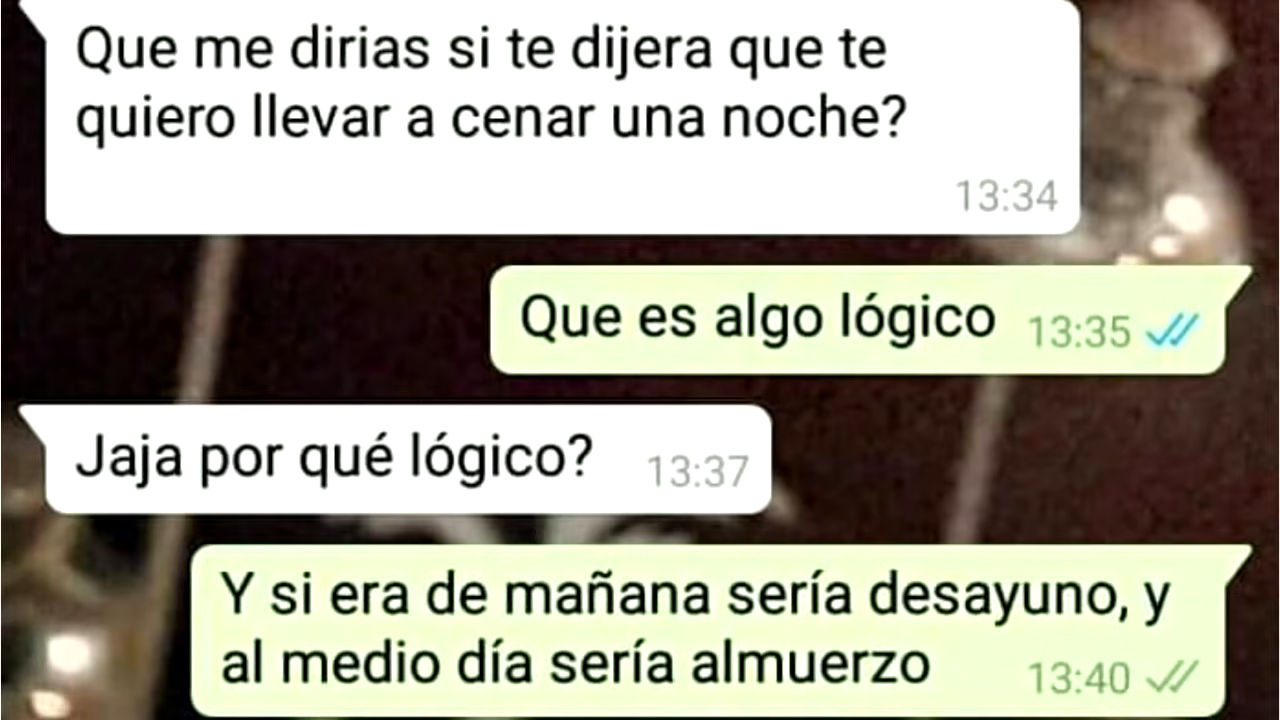 Que me dirias si te dijera que te
quiero llevar a cenar una noche?
13:34
Que es algo lógico 13:35
Jaja por qué lógico? 13:37
Y si era de mañana sería desayuno, y
al medio día sería almuerzo 13:40